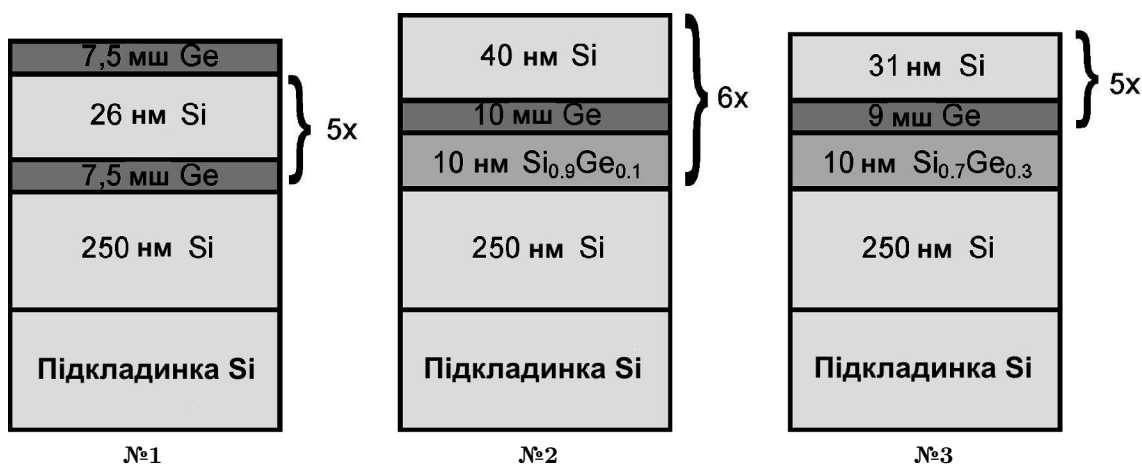 7,5 мш Ge
26 нм Si
5x
7,5 мш Ge
250 нм Si
Підкладинка Si
№1
40 нм Si
10 мш Ge
6x
10 нм Si0.9Ge0.1
250 нм Si
Підкладинка Si
№2
31 нм Si
5x
9 мш Ge
10 нм Si0.7Ge0.3
250 нм Si
Підкладинка Si
№3